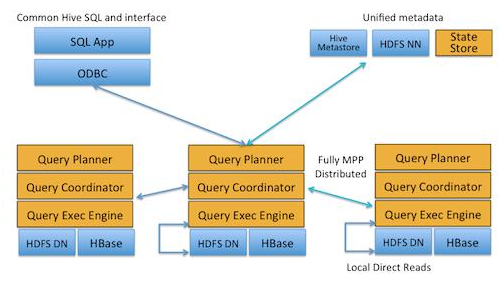 Common Hive SQL and interface
Unified metadata
SQL App
ODBC
Hive
Metastore
HDFS NN
State
Store
Query Planner
Query Coordinator
Query Exec Engine
HDFS DN
HBase
Query Planner
Query Coordinator
Query Exec Engine
HDFS DN
HBase
Fully MPP
Distributed
Query Planner
Query Coordinator
Query Exec Engine
HDFS DN
HBase
Local Direct Reads